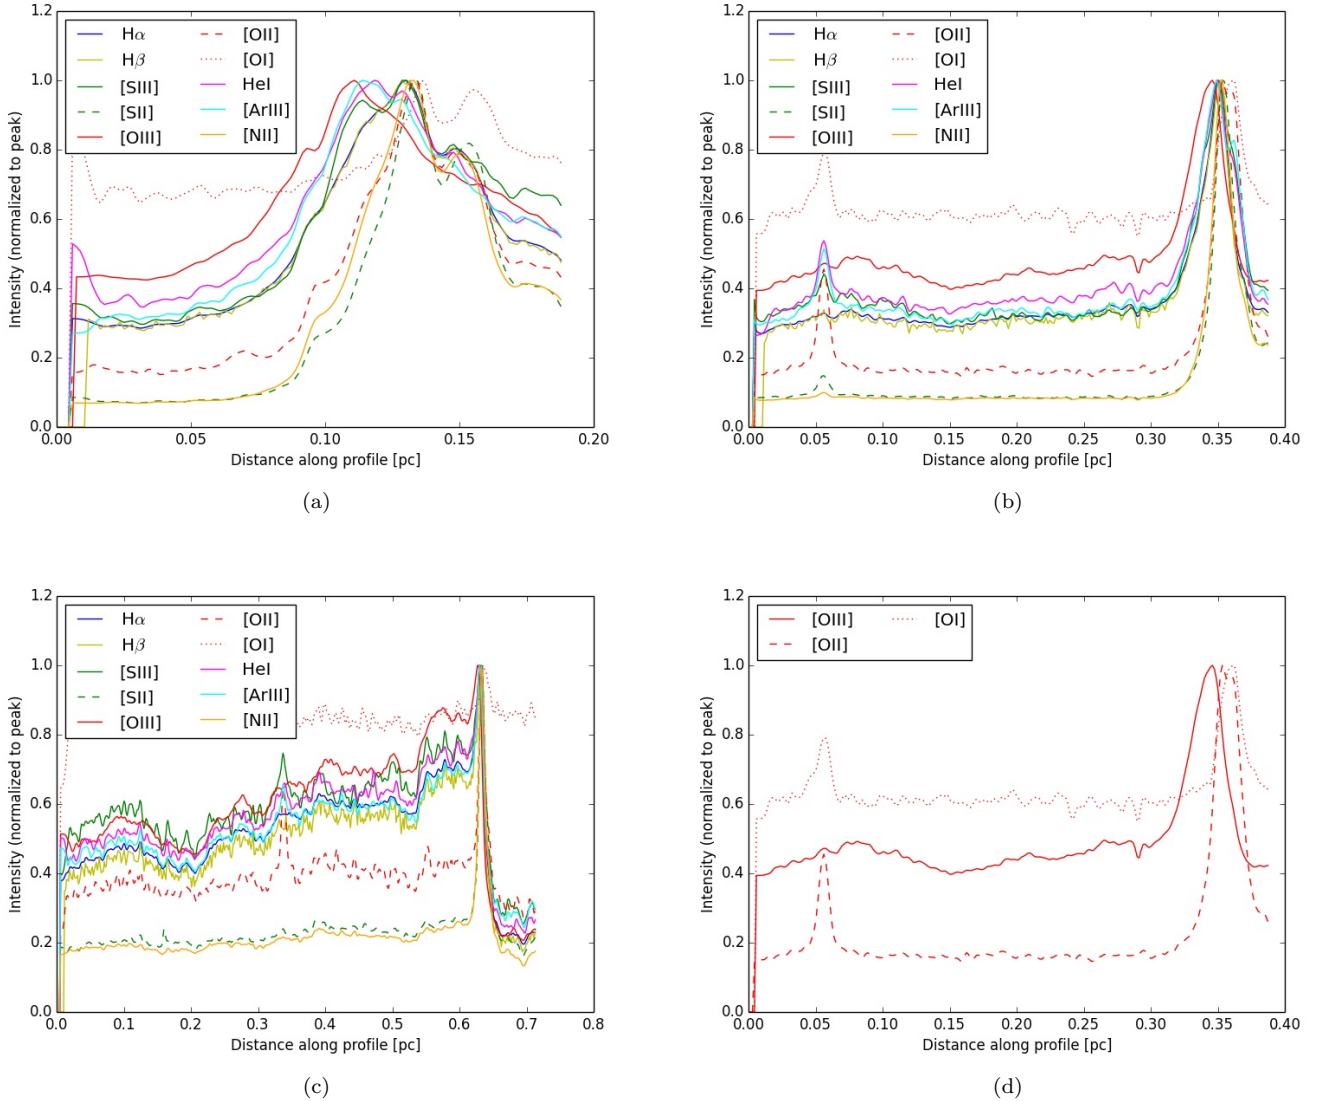 1.2
1.0
0.8
0.6
0.4
0.2
0.0
Intensity (normalized to peak)
Hα [OII]
Hβ [OI]
[SIII] HeI
[SII] [ArIII]
[OIII] [NII]
0.00 0.05 0.10 0.15 0.20
Distance along profile [pc]
(a)
1.2
1.0
0.8
0.6
0.4
0.2
0.0
Intensity (normalized to peak)
Hα [OII]
Hβ [OI]
[SIII] HeI
[SII] [ArIII]
[OIII] [NII]
0.00 0.05 0.10 0.15 0.20 0.25 0.30 0.35 0.40
Distance along profile [pc]
(b)
1.2
1.0
0.8
0.6
0.4
0.2
0.0
Intensity (normalized to peak)
Hα [OII]
Hβ [OI]
[SIII] HeI
[SII] [ArIII]
[OIII] [NII]
0.0 0.1 0.2 0.3 0.4 0.5 0.6 0.7 0.8
Distance along profile [pc]
(c)
1.2
1.0
0.8
0.6
0.4
0.2
0.0
Intensity (normalized to peak)
[OIII] [OI]
[OII]
0.00 0.05 0.10 0.15 0.20 0.25 0.30 0.35 0.40
Distance along profile [pc]
(d)